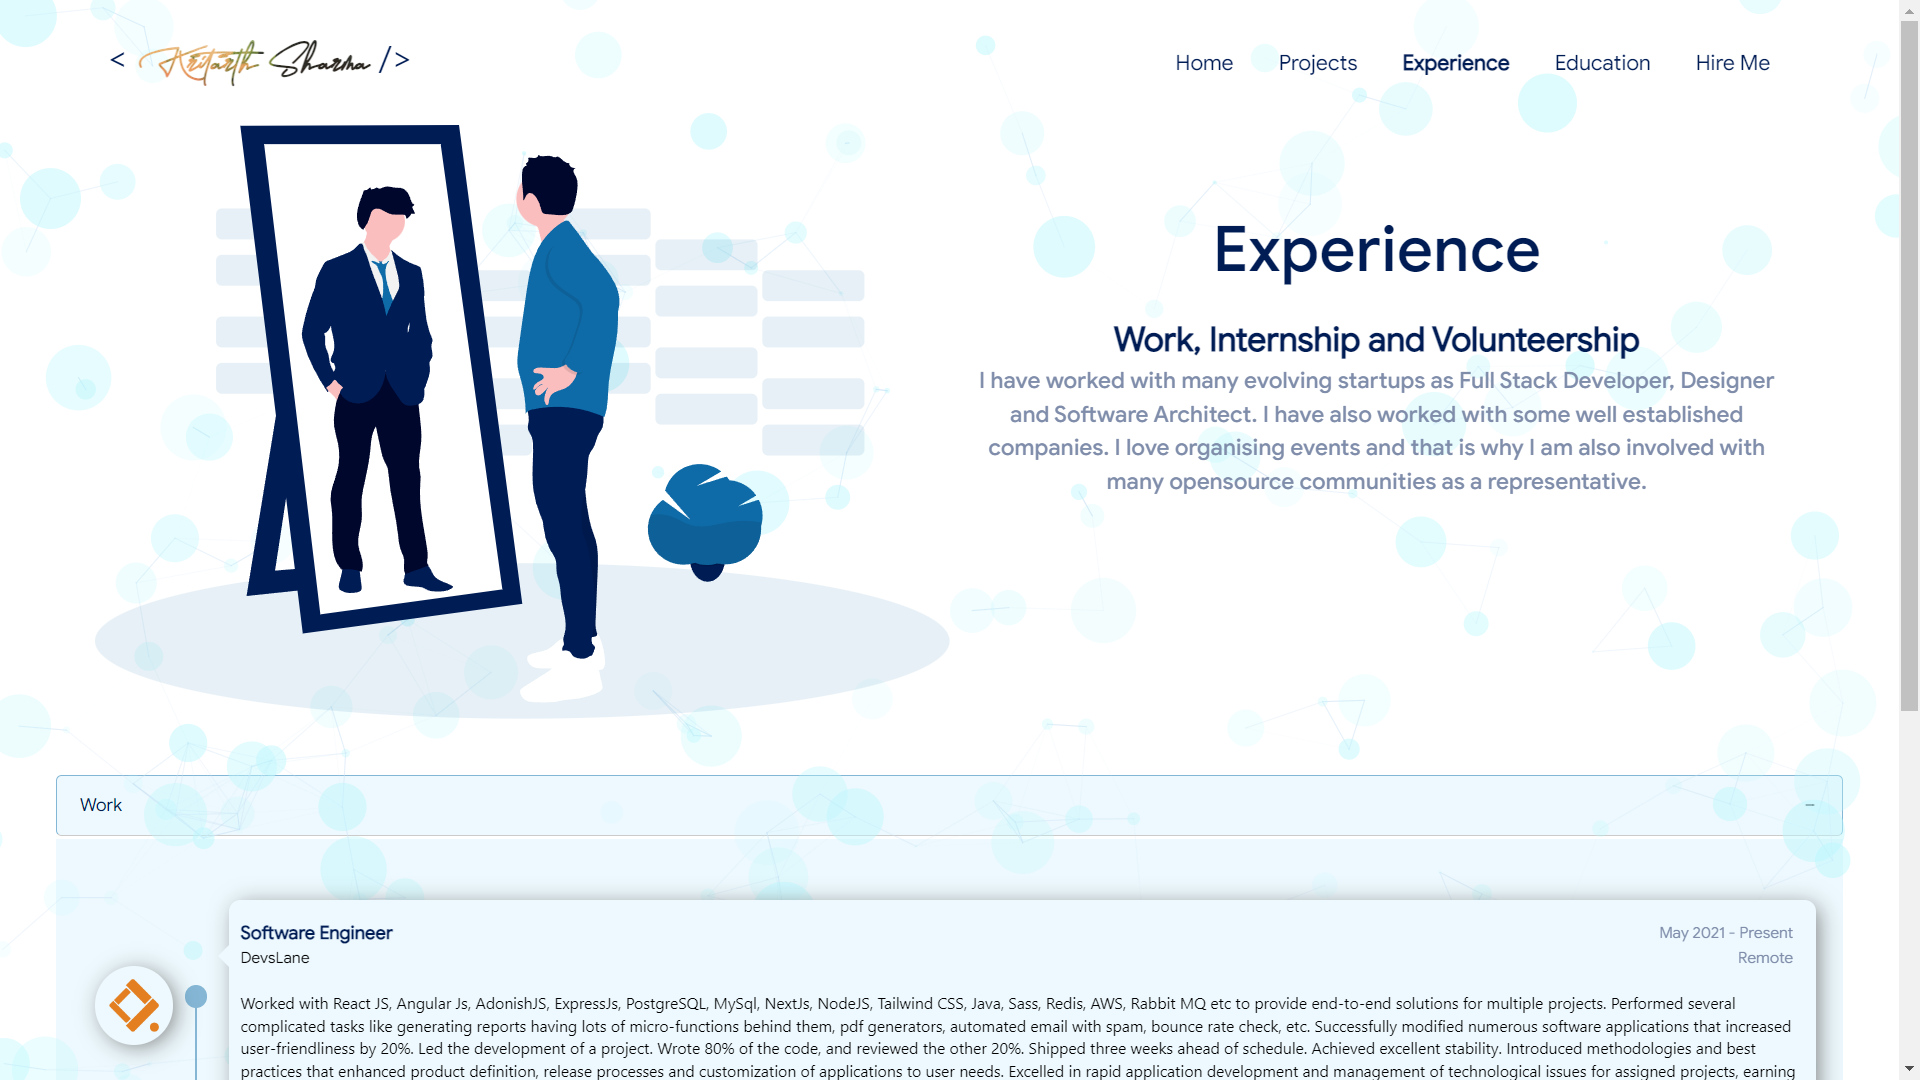 < Kritarth Sharma />
Home Projects Experience Education Hire Me
Experience
Work, Internship and Volunteership
I have worked with many evolving startups as Full Stack Developer, Designer
and Software Architect. I have also worked with some well established
companies. I love organising events and that is why I am also involved with
many opensource communities as a representative.
Work −
Software Engineer May 2021 - Present
DevsLane Remote
Worked with React JS, Angular Js, AdonishJS, ExpressJs, PostgreSQL, MySql, NextJs, NodeJS, Tailwind CSS, Java, Sass, Redis, AWS, Rabbit MQ etc to provide end-to-end solutions for multiple projects. Performed several
complicated tasks like generating reports having lots of micro-functions behind them, pdf generators, automated email with spam, bounce rate check, etc. Successfully modified numerous software applications that increased
user-friendliness by 20%. Led the development of a project. Wrote 80% of the code, and reviewed the other 20%. Shipped three weeks ahead of schedule. Achieved excellent stability. Introduced methodologies and best
practices that enhanced product definition, release processes and customization of applications to user needs. Excelled in rapid application development and management of technological issues for assigned projects, earning